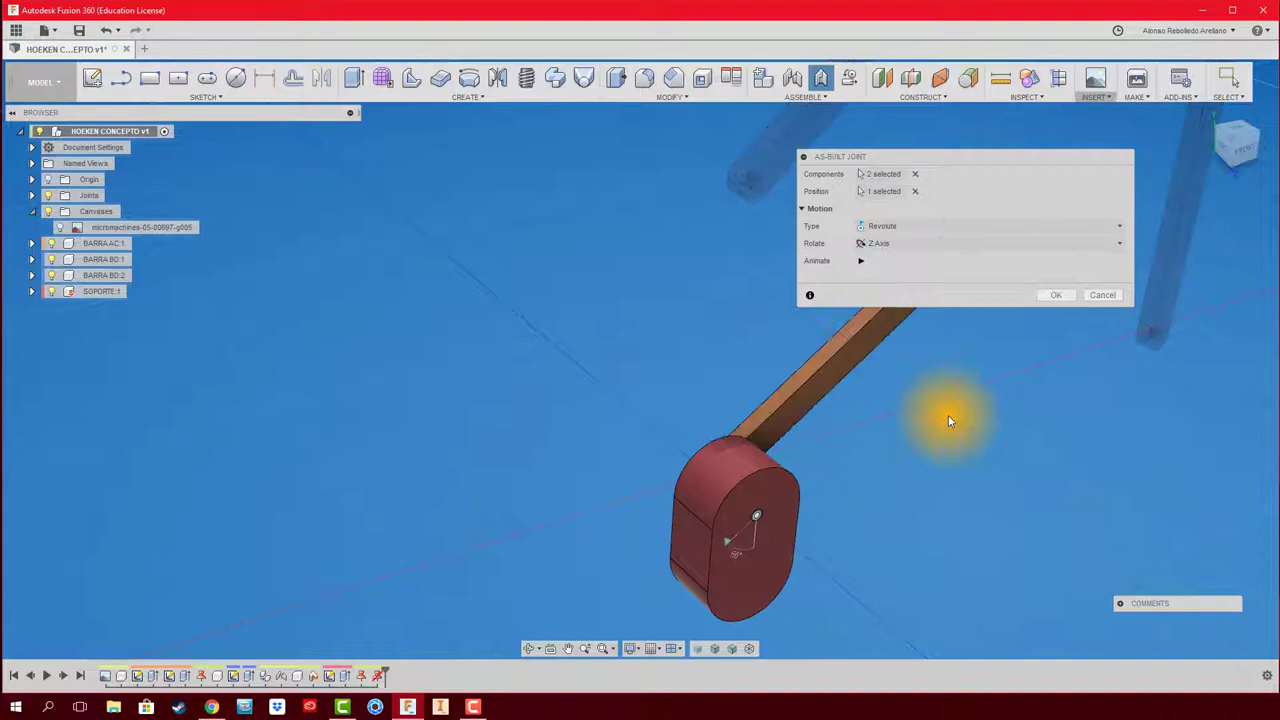 Autodesk Fusion 360 (Education License)
Alonso Rebolledo Arellano
HOEKEN C...EPTO v1*
MODEL
SKETCH
CREATE
MODIFY
ASSEMBLE
CONSTRUCT
INSPECT
INSERT
MAKE
ADD-INS
SELECT
BROWSER
HOEKEN CONCEPTO v1
Document Settings
Named Views
Origin
Joints
Canvases
micromachines-05-00697-g005
BARRA AC:1
BARRA BD:1
BARRA BD:2
SOPORTE:1
FRONT
AS-BUILT JOINT
Components 2 selected
Position 1 selected
Motion
Type Revolute
Rotate Z Axis
Animate
OK Cancel
COMMENTS